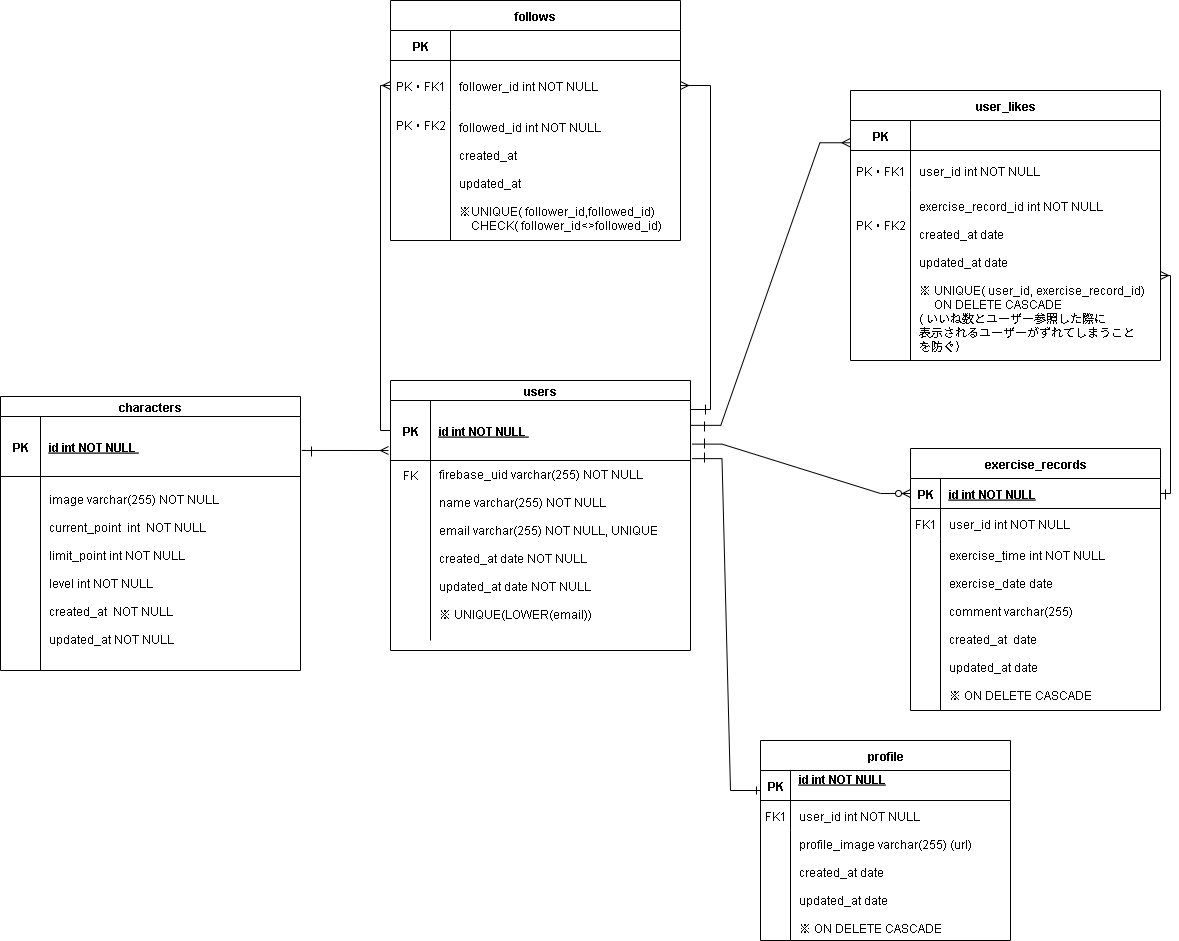 follows
PK
PK・FK1 follower_id int NOT NULL
PK・FK2 followed_id int NOT NULL
created_at
updated_at
※UNIQUE( follower_id,followed_id)
CHECK( follower_id<>followed_id)
user_likes
PK
PK・FK1 user_id int NOT NULL
exercise_record_id int NOT NULL
PK・FK2
created_at date
updated_at date
※ UNIQUE( user_id, exercise_record_id)
ON DELETE CASCADE
( いいね数とユーザー参照した際に
表示されるユーザーがずれてしまうこと
を防ぐ)
characters
PK id int NOT NULL
image varchar(255) NOT NULL
current_point int NOT NULL
limit_point int NOT NULL
level int NOT NULL
created_at NOT NULL
updated_at NOT NULL
users
PK id int NOT NULL
FK firebase_uid varchar(255) NOT NULL
name varchar(255) NOT NULL
email varchar(255) NOT NULL, UNIQUE
created_at date NOT NULL
updated_at date NOT NULL
※ UNIQUE(LOWER(email))
exercise_records
PK id int NOT NULL
FK1 user_id int NOT NULL
exercise_time int NOT NULL
exercise_date date
comment varchar(255)
created_at date
updated_at date
※ ON DELETE CASCADE
profile
PK id int NOT NULL
FK1 user_id int NOT NULL
profile_image varchar(255) (url)
created_at date
updated_at date
※ ON DELETE CASCADE